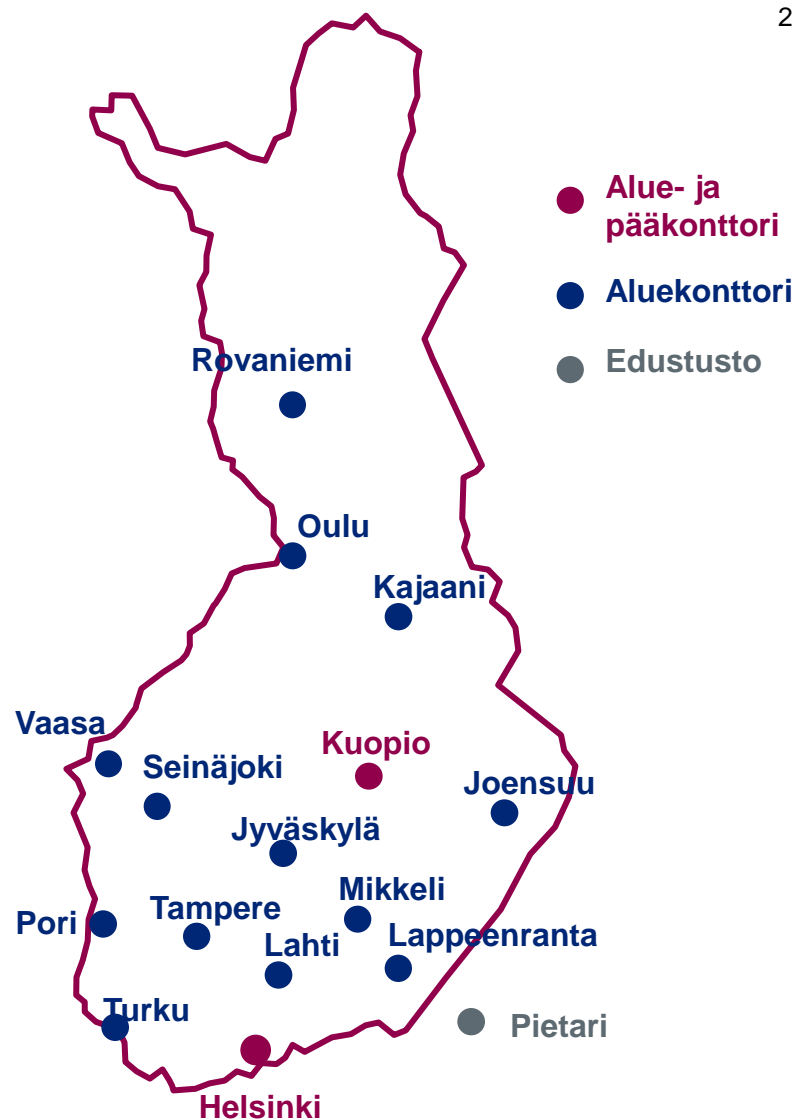 2
Alue- ja
pääkonttori
Aluekonttori
Edustusto
Rovaniemi
Oulu
Kajaani
Vaasa
Kuopio
Seinäjoki
Joensuu
Jyväskylä
Mikkeli
Tampere
Pori
Lahti
Lappeenranta
Turku
Pietari
Helsinki